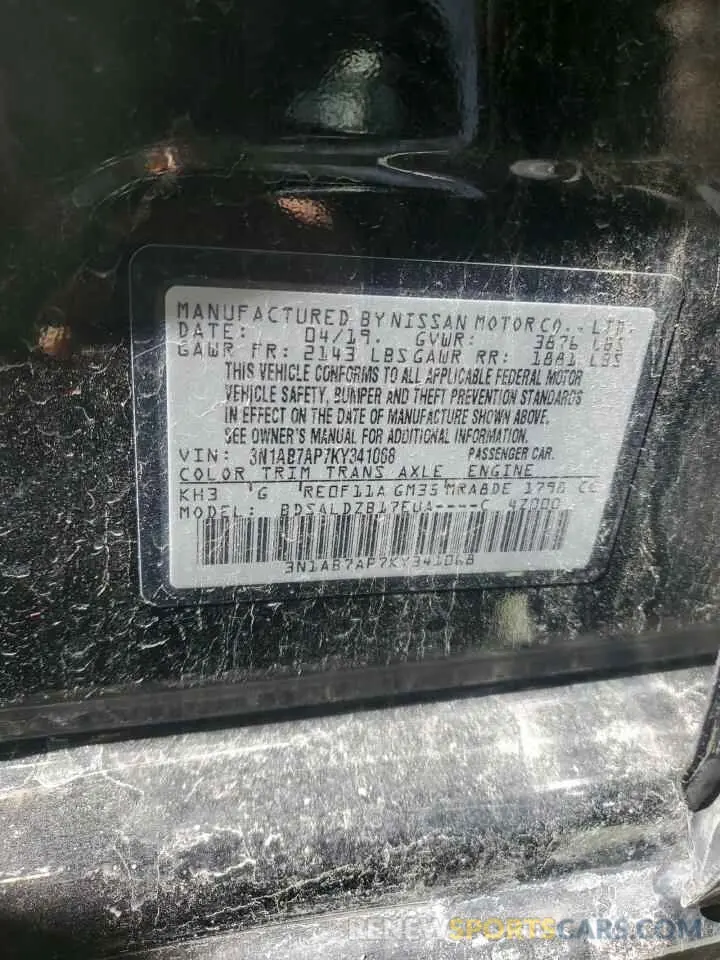 MANUFACTURED BY NISSAN MOTOR CO., LTD.
DATE: 04/19. GVWR: 3876 LBS
GAWR FR: 2143 LBS GAWR RR: 1881 LBS
THIS VEHICLE CONFORMS TO ALL APPLICABLE FEDERAL MOTOR
VEHICLE SAFETY, BUMPER AND THEFT PREVENTION STANDARDS
IN EFFECT ON THE DATE OF MANUFACTURE SHOWN ABOVE.
SEE OWNER'S MANUAL FOR ADDITIONAL INFORMATION.
VIN: 3N1AB7AP7KY341068 PASSENGER CAR.
COLOR TRIM TRANS AXLE ENGINE
KH3 G RE0F11A GM35 MRA8DE 1798 CC
MODEL: BDSALDZB17EUA----C 4Z000
3N1AB7AP7KY341068
RENEWSPORTSCARS.COM